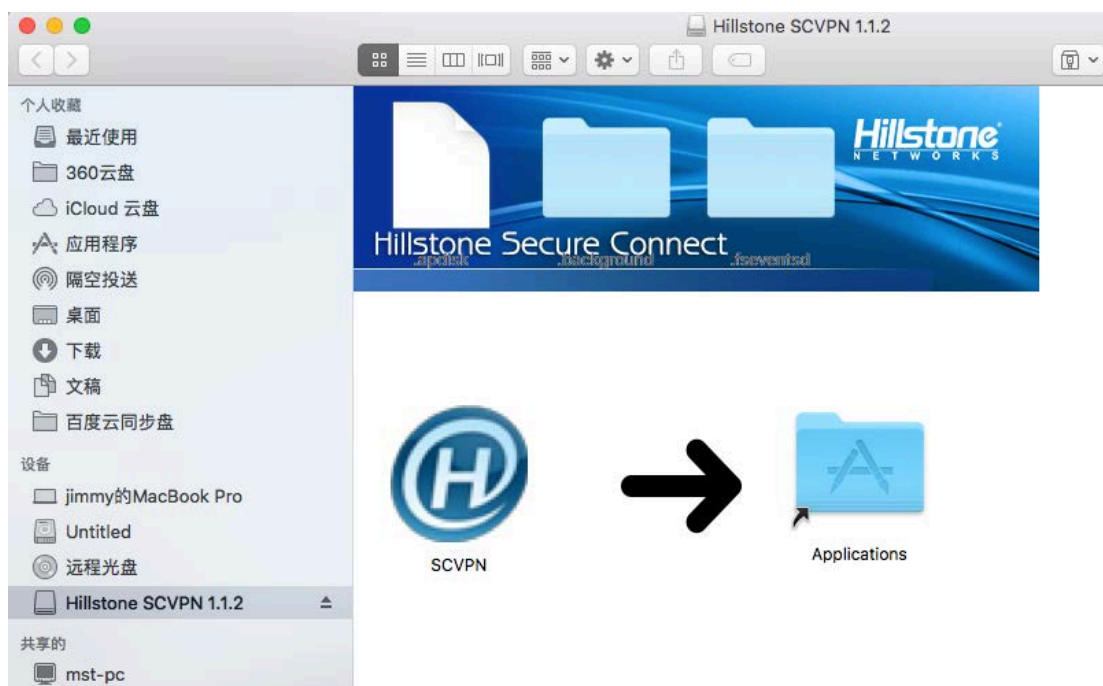 Hillstone SCVPN 1.1.2
个人收藏
最近使用
360云盘
iCloud 云盘
应用程序
隔空投送
桌面
下载
文稿
百度云同步盘
设备
jimmy的MacBook Pro
Untitled
远程光盘
Hillstone SCVPN 1.1.2
共享的
mst-pc
Hillstone
NETWORKS
Hillstone Secure Connect
.apdisk
.background
.fseventsd
SCVPN
Applications